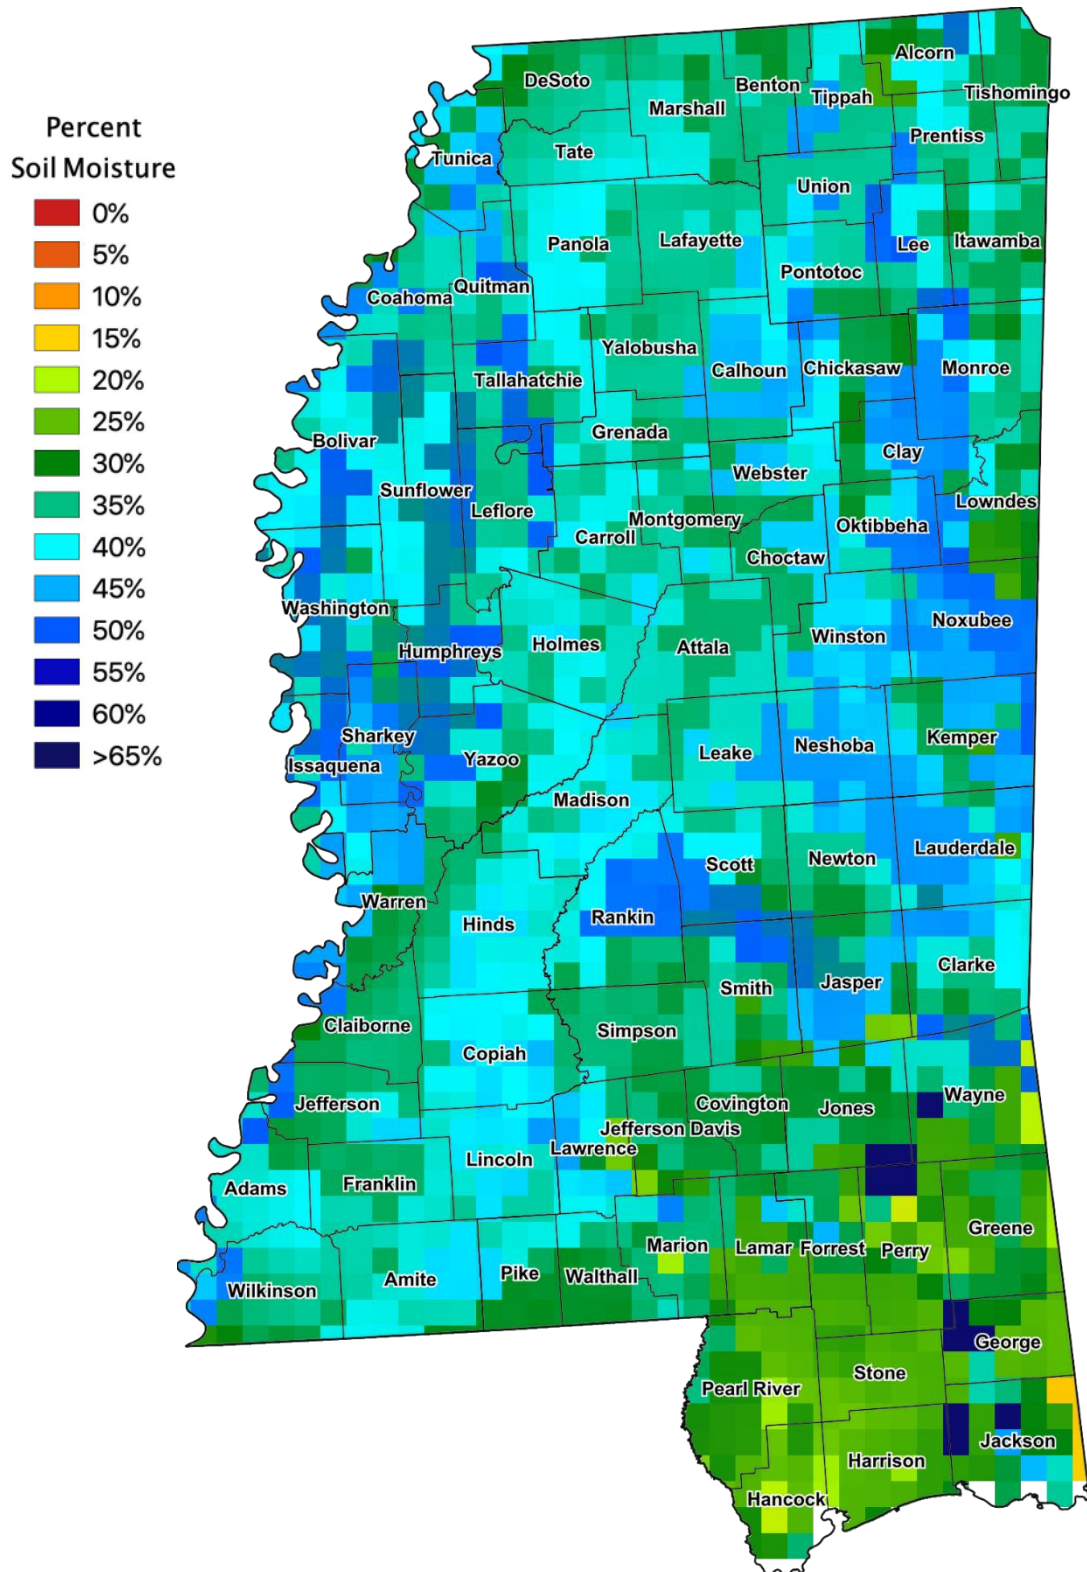 Percent
Soil Moisture
0%
5%
10%
15%
20%
25%
30%
35%
40%
45%
50%
55%
60%
>65%
Alcorn
DeSoto
Benton
Tippah
Tishomingo
Marshall
Prentiss
Tunica
Tate
Union
Panola
Lafayette
Lee
Itawamba
Pontotoc
Quitman
Coahoma
Yalobusha
Calhoun
Chickasaw
Monroe
Tallahatchie
Bolivar
Grenada
Clay
Webster
Sunflower
Lowndes
Leflore
Montgomery
Oktibbeha
Carroll
Choctaw
Washington
Noxubee
Winston
Holmes
Attala
Humphreys
Sharkey
Kemper
Neshoba
Leake
Yazoo
Issaquena
Madison
Lauderdale
Newton
Scott
Warren
Rankin
Hinds
Clarke
Jasper
Smith
Claiborne
Simpson
Copiah
Wayne
Jefferson
Covington
Jones
Jefferson Davis
Lawrence
Lincoln
Franklin
Adams
Greene
Marion
Lamar
Forrest
Perry
Pike
Walthall
Amite
Wilkinson
George
Stone
Pearl River
Jackson
Harrison
Hancock